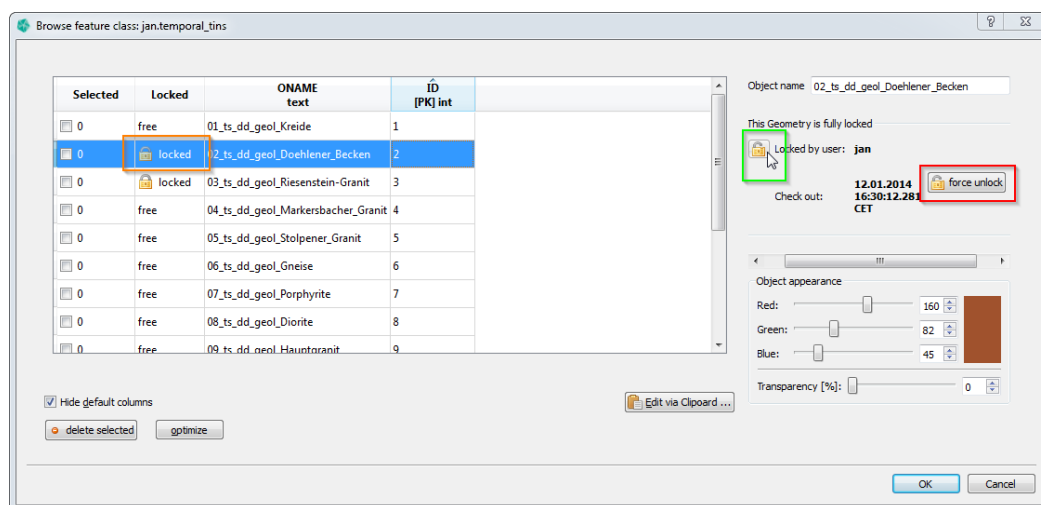 Browse feature class: jan.temporal_tins
Selected Locked ONAME text ID [PK] int
0 free 01_ts_dd_geol_Kreide 1
0 locked 02_ts_dd_geol_Doehlener_Becken 2
0 locked 03_ts_dd_geol_Riesenstein-Granit 3
0 free 04_ts_dd_geol_Markersbacher_Granit 4
0 free 05_ts_dd_geol_Stolpener_Granit 5
0 free 06_ts_dd_geol_Gneise 6
0 free 07_ts_dd_geol_Porphyrite 7
0 free 08_ts_dd_geol_Diorite 8
0 free 09_ts_dd_geol_Hauptgranit 9
Hide default columns
Edit via Clipoard ...
delete selected optimize
Object name 02_ts_dd_geol_Doehlener_Becken
This Geometry is fully locked
Locked by user: jan
Check out: 12.01.2014 16:30:12.281 CET
force unlock
Object appearance
Red: 160
Green: 82
Blue: 45
Transparency [%]: 0
OK Cancel